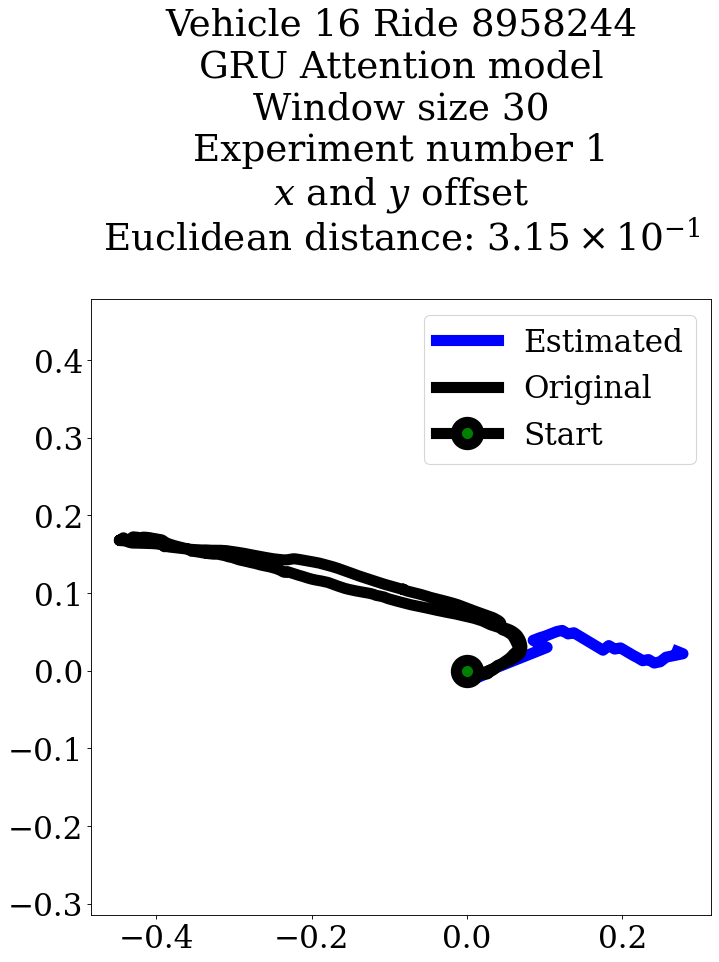 Vehicle 16 Ride 8958244
GRU Attention model
Window size 30
Experiment number 1
x and y offset
Euclidean distance: 3.15 × 10⁻¹
Estimated
Original
Start
0.4
0.3
0.2
0.1
0.0
−0.1
−0.2
−0.3
−0.4 −0.2 0.0 0.2